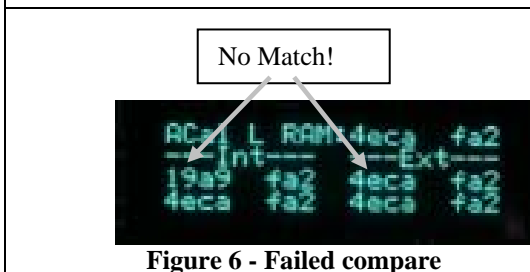 No Match!
ACal L RAM:4eca fa2
----Int--- ---Ext---
19a9 fa2 4eca fa2
4eca fa2 4eca fa2
Figure 6 - Failed compare